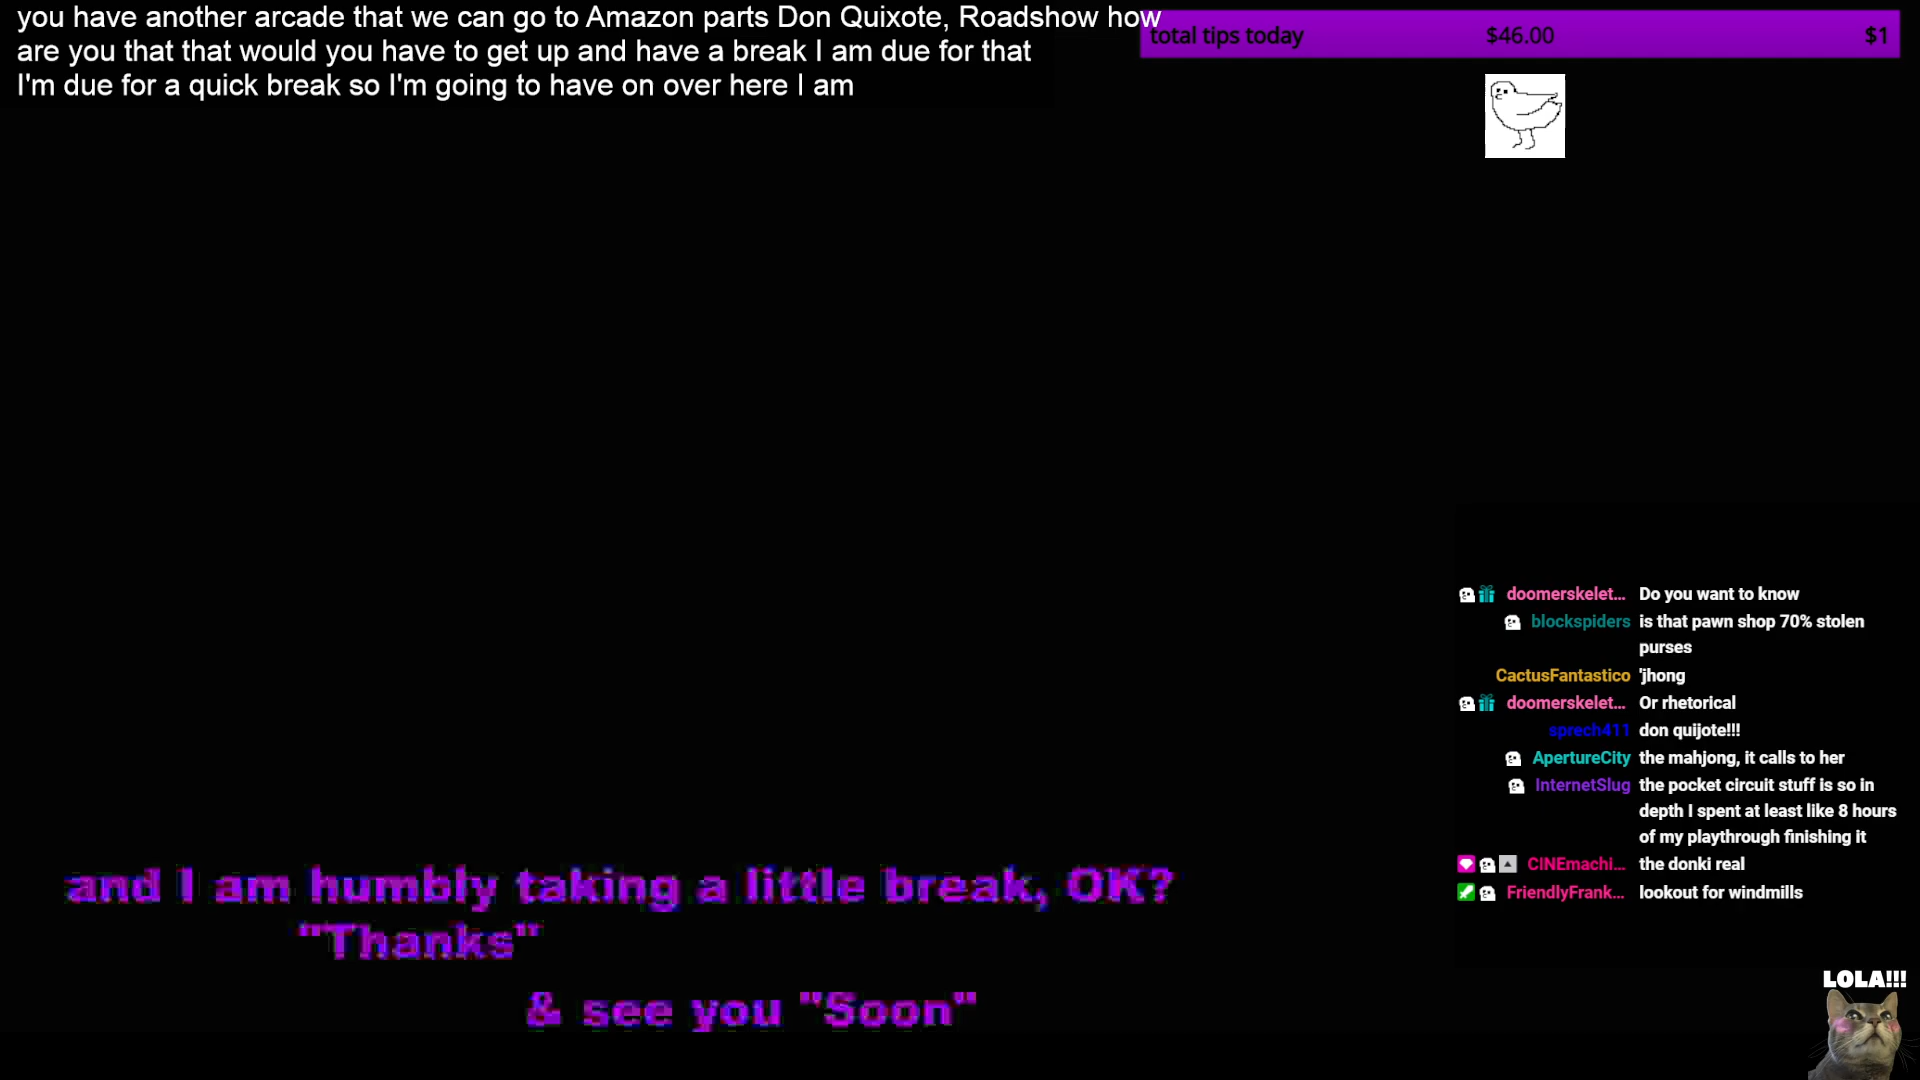 you have another arcade that we can go to Amazon parts Don Quixote, Roadshow how
are you that that would you have to get up and have a break I am due for that
I'm due for a quick break so I'm going to have on over here I am
total tips today $46.00 $1
doomerskelet... Do you want to know
blockspiders is that pawn shop 70% stolen
purses
CactusFantastico 'jhong
doomerskelet... Or rhetorical
sprech411 don quijote!!!
ApertureCity the mahjong, it calls to her
InternetSlug the pocket circuit stuff is so in
depth I spent at least like 8 hours
of my playthrough finishing it
CINEmachi... the donki real
FriendlyFrank... lookout for windmills
and I am humbly taking a little break, OK?
"Thanks"
& see you "Soon"
LOLA!!!